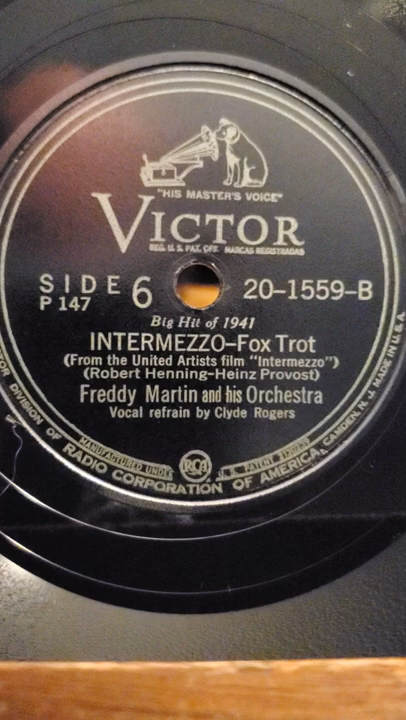 "HIS MASTER'S VOICE"
VICTOR
REG. U.S. PAT. OFF. MARCAS REGISTRADAS
SIDE 6
P 147
20-1559-B
Big Hit of 1941
INTERMEZZO-Fox Trot
(From the United Artists film "Intermezzo")
(Robert Henning-Heinz Provost)
Freddy Martin and his Orchestra
Vocal refrain by Clyde Rogers
MANUFACTURED UNDER
RCA
U. S. PATENT
DIVISION OF RADIO CORPORATION OF AMERICA, CAMDEN, N. J. MADE IN U.S.A.